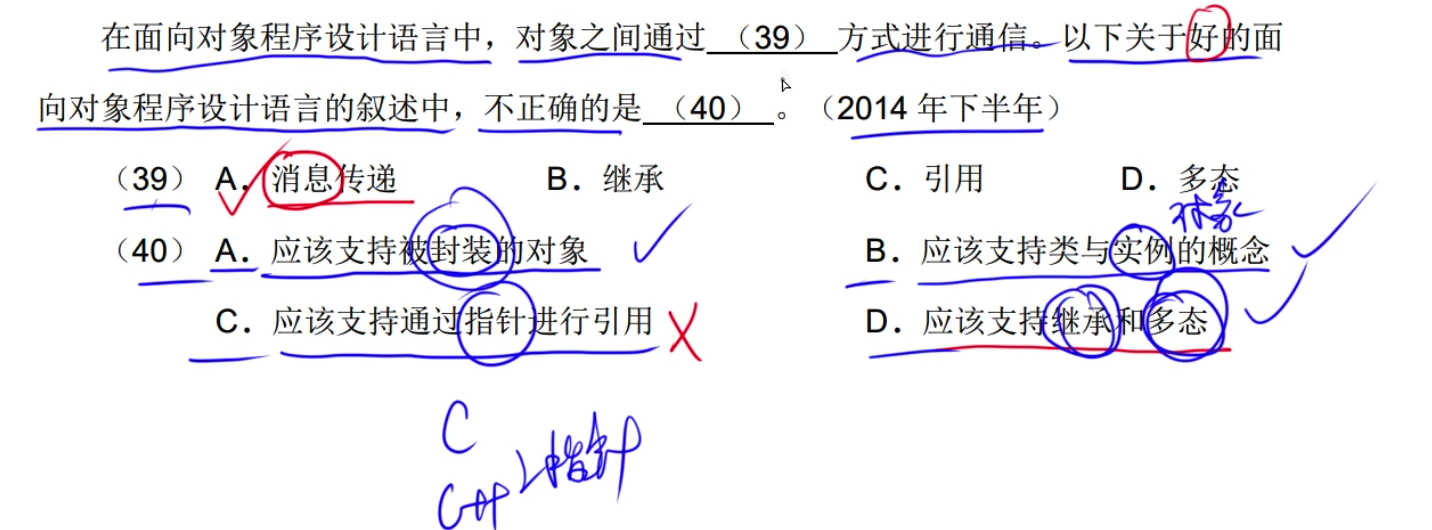 在面向对象程序设计语言中，对象之间通过（39）方式进行通信。以下关于好的面
向对象程序设计语言的叙述中，不正确的是（40）。（2014 年下半年）
（39） A．消息传递 B．继承 C．引用 D．多态
对象
（40） A．应该支持被封装的对象 B．应该支持类与实例的概念
C．应该支持通过指针进行引用 D．应该支持继承和多态
C
C++ 指针